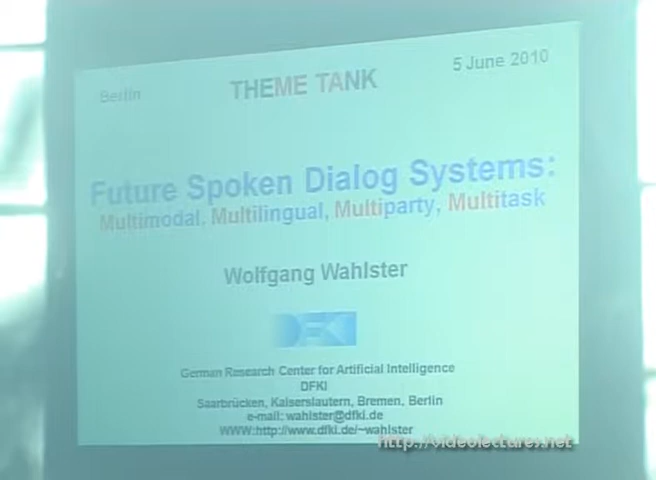 Berlin
THEME TANK
5 June 2010
Future Spoken Dialog Systems:
Multimodal, Multilingual, Multiparty, Multitask
Wolfgang Wahlster
DFKI
German Research Center for Artificial Intelligence
DFKI
Saarbrücken, Kaiserslautern, Bremen, Berlin
e-mail: wahlster@dfki.de
WWW:http://www.dfki.de/~wahlster
http://videolectures.net